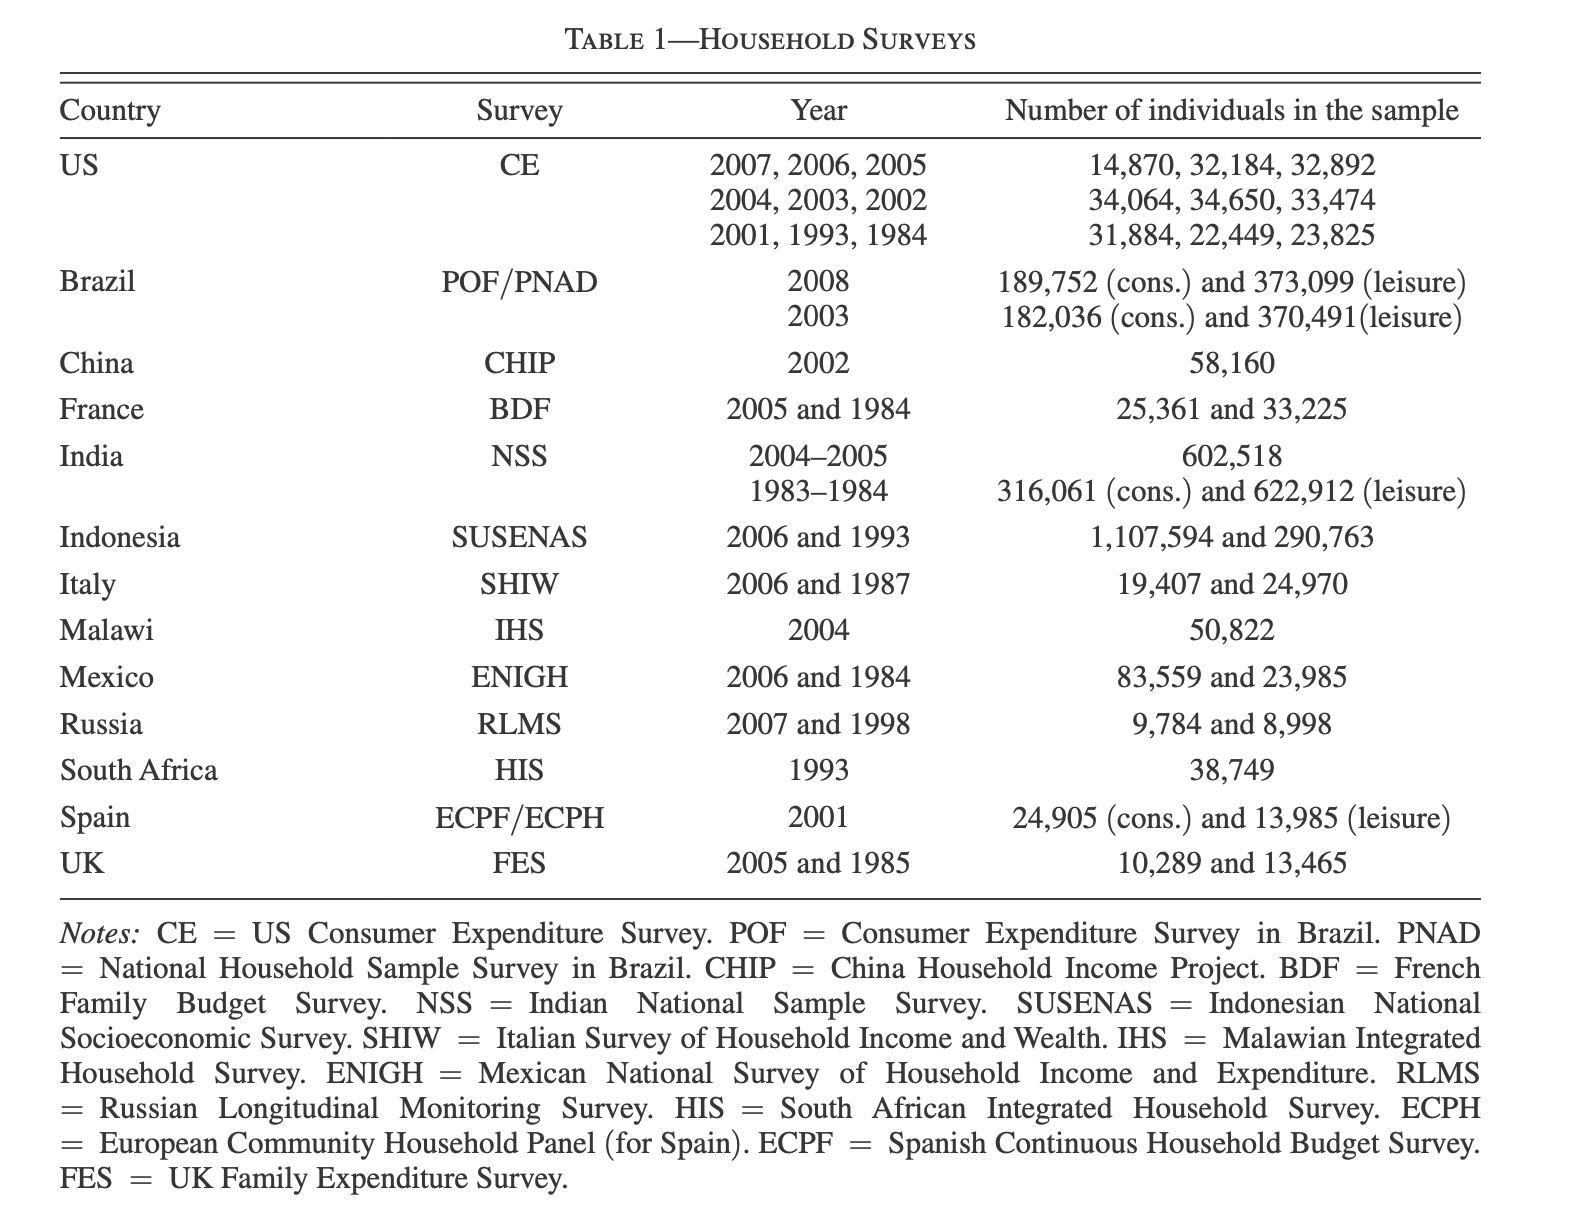 TABLE 1—HOUSEHOLD SURVEYS
Country Survey Year Number of individuals in the sample
US CE 2007, 2006, 2005 14,870, 32,184, 32,892
2004, 2003, 2002 34,064, 34,650, 33,474
2001, 1993, 1984 31,884, 22,449, 23,825
Brazil POF/PNAD 2008 189,752 (cons.) and 373,099 (leisure)
2003 182,036 (cons.) and 370,491(leisure)
China CHIP 2002 58,160
France BDF 2005 and 1984 25,361 and 33,225
India NSS 2004–2005 602,518
1983–1984 316,061 (cons.) and 622,912 (leisure)
Indonesia SUSENAS 2006 and 1993 1,107,594 and 290,763
Italy SHIW 2006 and 1987 19,407 and 24,970
Malawi IHS 2004 50,822
Mexico ENIGH 2006 and 1984 83,559 and 23,985
Russia RLMS 2007 and 1998 9,784 and 8,998
South Africa HIS 1993 38,749
Spain ECPF/ECPH 2001 24,905 (cons.) and 13,985 (leisure)
UK FES 2005 and 1985 10,289 and 13,465
Notes: CE = US Consumer Expenditure Survey. POF = Consumer Expenditure Survey in Brazil. PNAD
= National Household Sample Survey in Brazil. CHIP = China Household Income Project. BDF = French
Family Budget Survey. NSS = Indian National Sample Survey. SUSENAS = Indonesian National
Socioeconomic Survey. SHIW = Italian Survey of Household Income and Wealth. IHS = Malawian Integrated
Household Survey. ENIGH = Mexican National Survey of Household Income and Expenditure. RLMS
= Russian Longitudinal Monitoring Survey. HIS = South African Integrated Household Survey. ECPH
= European Community Household Panel (for Spain). ECPF = Spanish Continuous Household Budget Survey.
FES = UK Family Expenditure Survey.